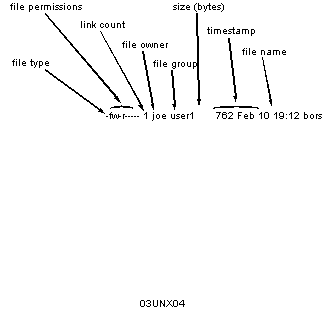 file permissions
size (bytes)
link count
timestamp
file owner
file name
file type
file group
-rw-r----- 1 joe user1 762 Feb 10 19:12 bors
03UNX04